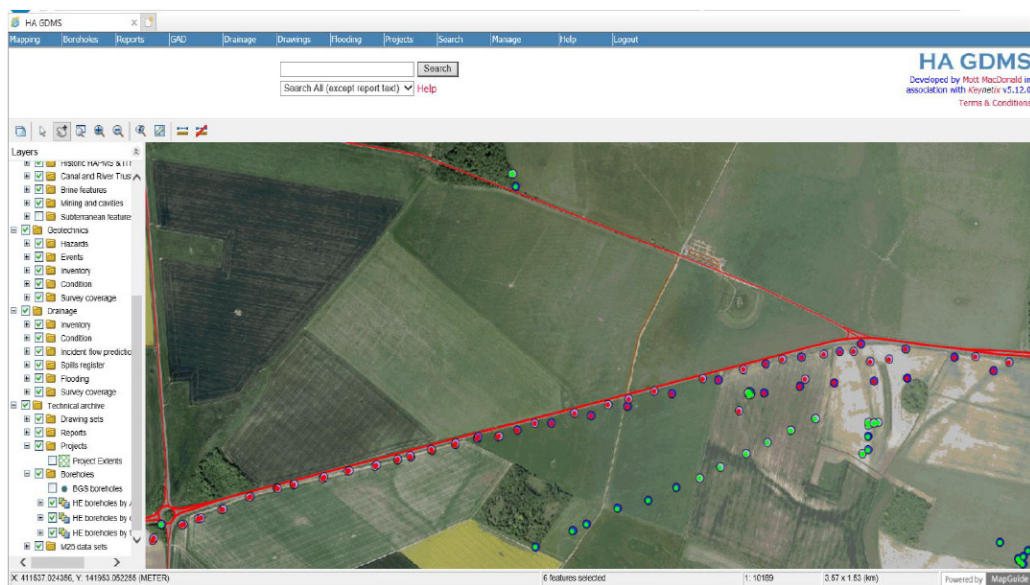 HA GDMS
Mapping Boreholes Reports GAD Drainage Drawings Flooding Projects Search Manage Help Logout
Search
Search All (except report text) Help
HA GDMS
Developed by Mott MacDonald in
association with Keynetix v5.12.0
Terms & Conditions
Layers
Historic HAPMS &
Canal and River Trus
Brine features
Mining and cavities
Subterranean feature
Geotechnics
Hazards
Events
Inventory
Condition
Survey coverage
Drainage
Inventory
Condition
Incident flow predictio
Spills register
Flooding
Survey coverage
Technical archive
Drawing sets
Reports
Projects
Project Extents
Boreholes
BGS boreholes
HE boreholes by
HE boreholes by
HE boreholes by
M25 data sets
X: 411537.024386, Y: 141953.052286 (METER) 6 features selected 1: 10169 3.57 x 1.53 (km) Powered by MapGuide